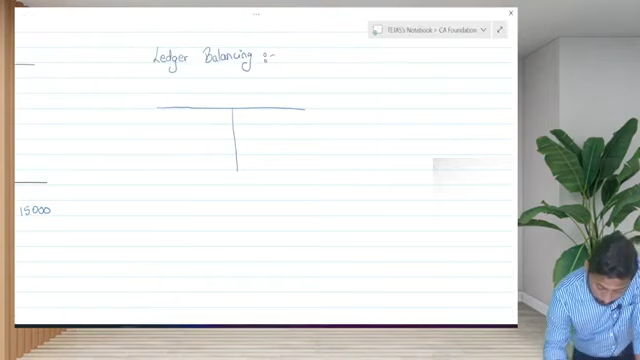 TEJAS's Notebook > CA Foundation
Ledger Balancing :-
15000